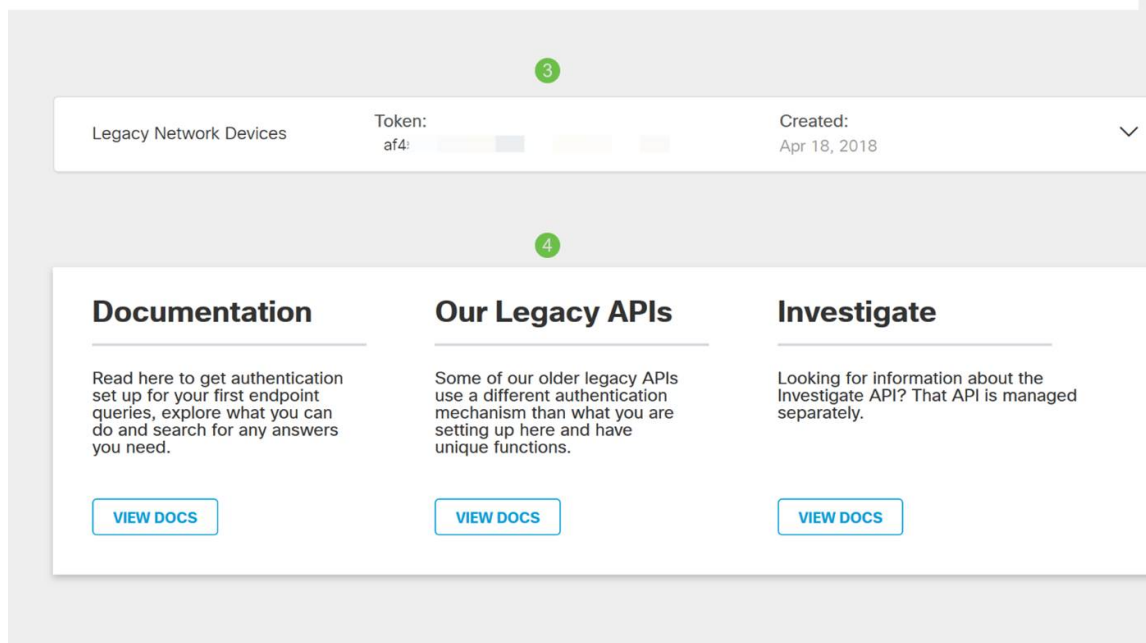 3
Legacy Network Devices
Token:
Created:
Apr 18, 2018
4
Documentation
Read here to get authentication
set up for your first endpoint
queries, explore what you can
do and search for any answers
you need.
VIEW DOCS
Our Legacy APIs
Some of our older legacy APIs
use a different authentication
mechanism than what you are
setting up here and have
unique functions.
VIEW DOCS
Investigate
Looking for information about the
Investigate API? That API is managed
separately.
VIEW DOCS